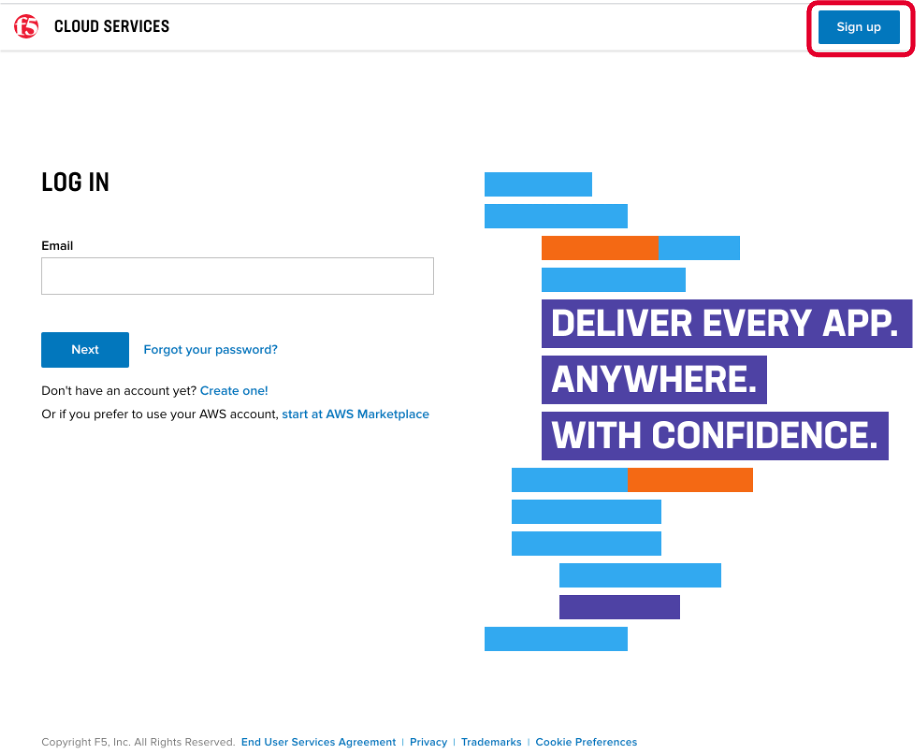 f5 CLOUD SERVICES
Sign up
LOG IN
Email
Next Forgot your password?
Don't have an account yet? Create one!
Or if you prefer to use your AWS account, start at AWS Marketplace
DELIVER EVERY APP.
ANYWHERE.
WITH CONFIDENCE.
Copyright F5, Inc. All Rights Reserved. End User Services Agreement | Privacy | Trademarks | Cookie Preferences